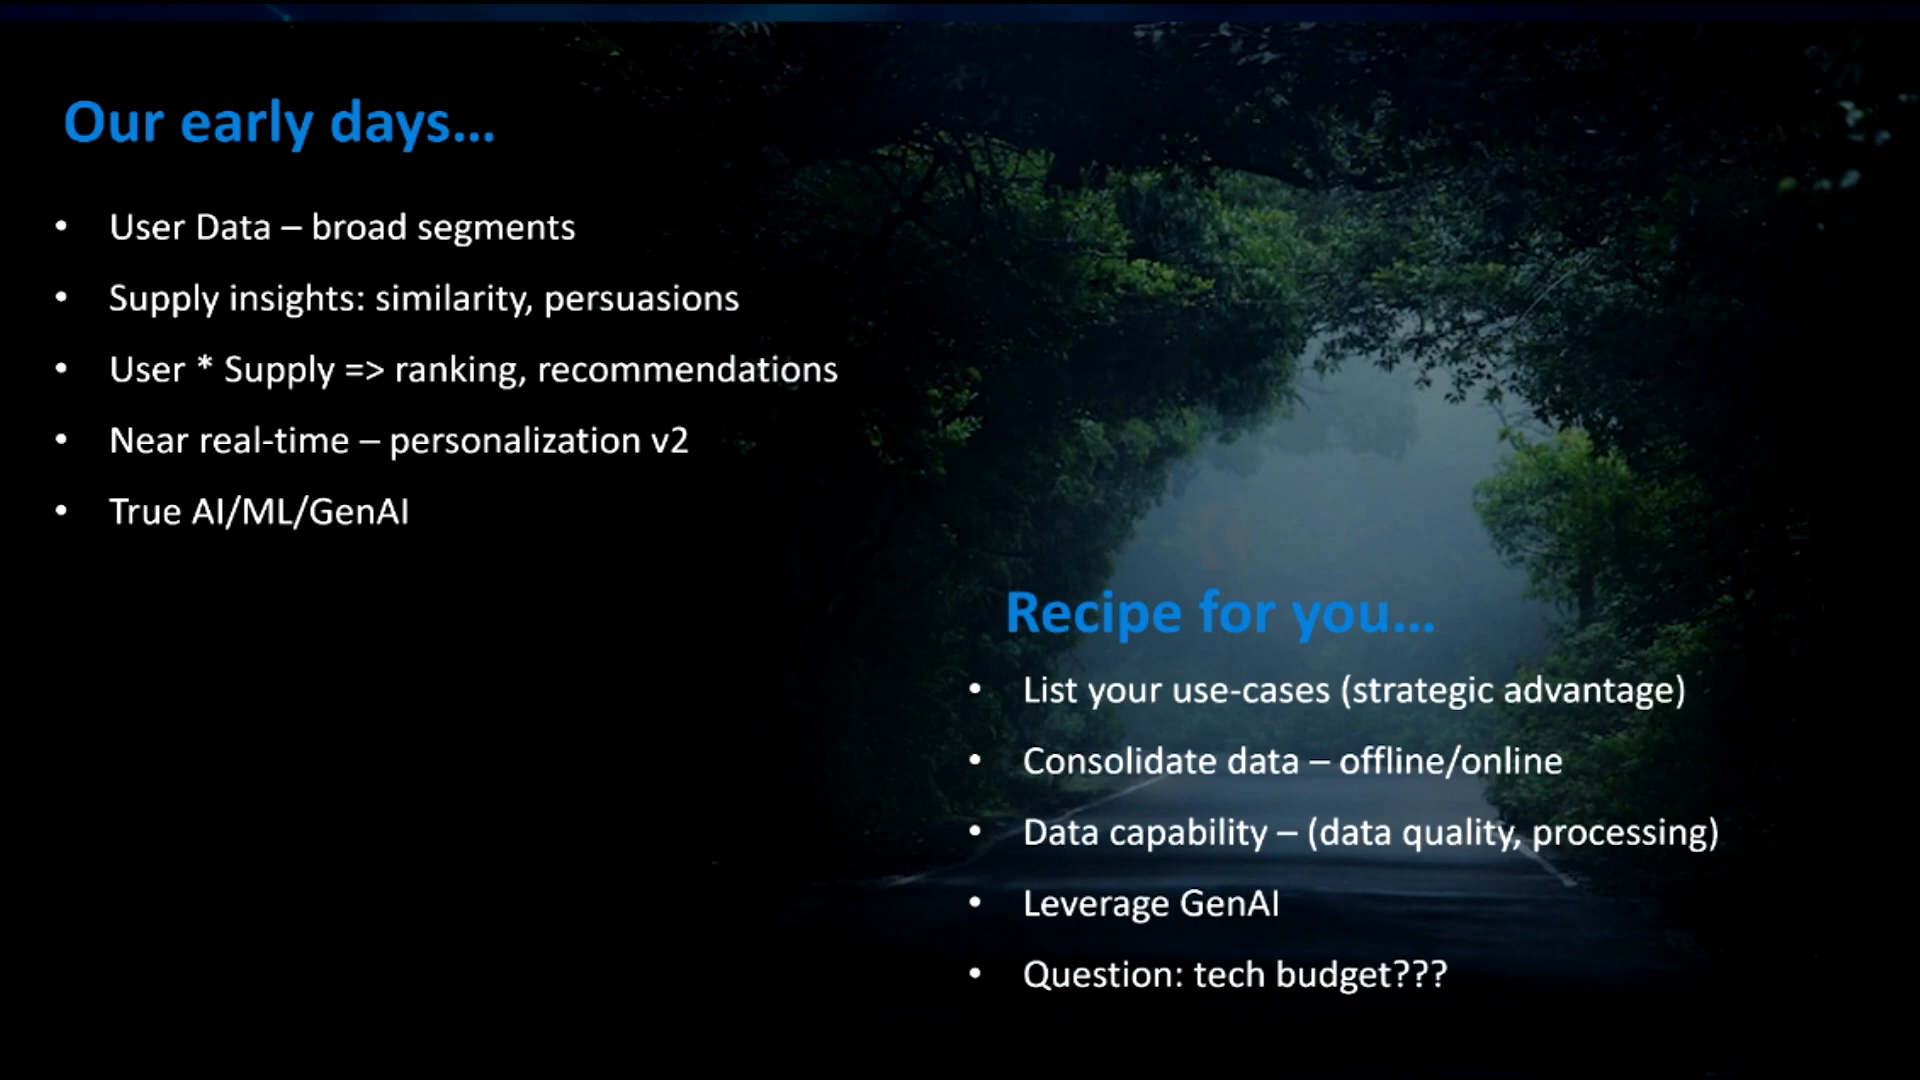 Our early days...
• User Data – broad segments
• Supply insights: similarity, persuasions
• User * Supply => ranking, recommendations
• Near real-time – personalization v2
• True AI/ML/GenAI
Recipe for you...
• List your use-cases (strategic advantage)
• Consolidate data – offline/online
• Data capability – (data quality, processing)
• Leverage GenAI
• Question: tech budget???